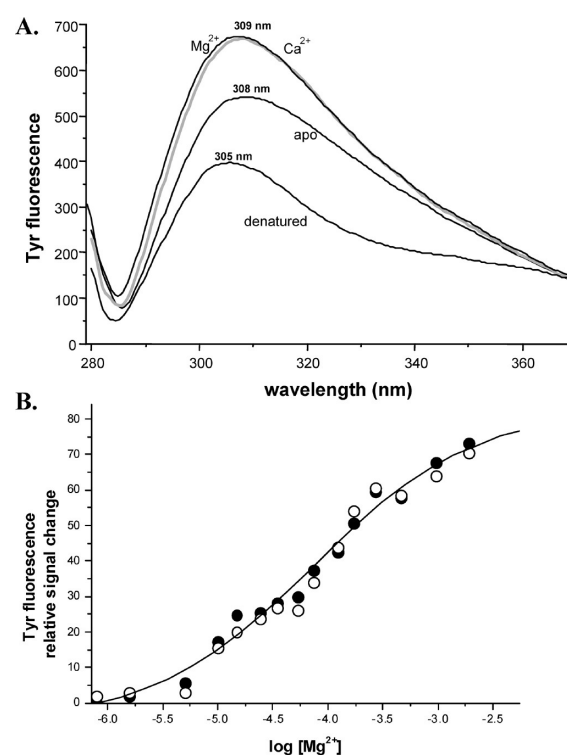 A.
700
600
500
400
300
200
100
0
Tyr fluorescence
Mg2+
309 nm
Ca2+
308 nm
apo
305 nm
denatured
280 300 320 340 360
wavelength (nm)
B.
80
70
60
50
40
30
20
10
0
Tyr fluorescence
relative signal change
-6.0 -5.5 -5.0 -4.5 -4.0 -3.5 -3.0 -2.5
log [Mg2+]